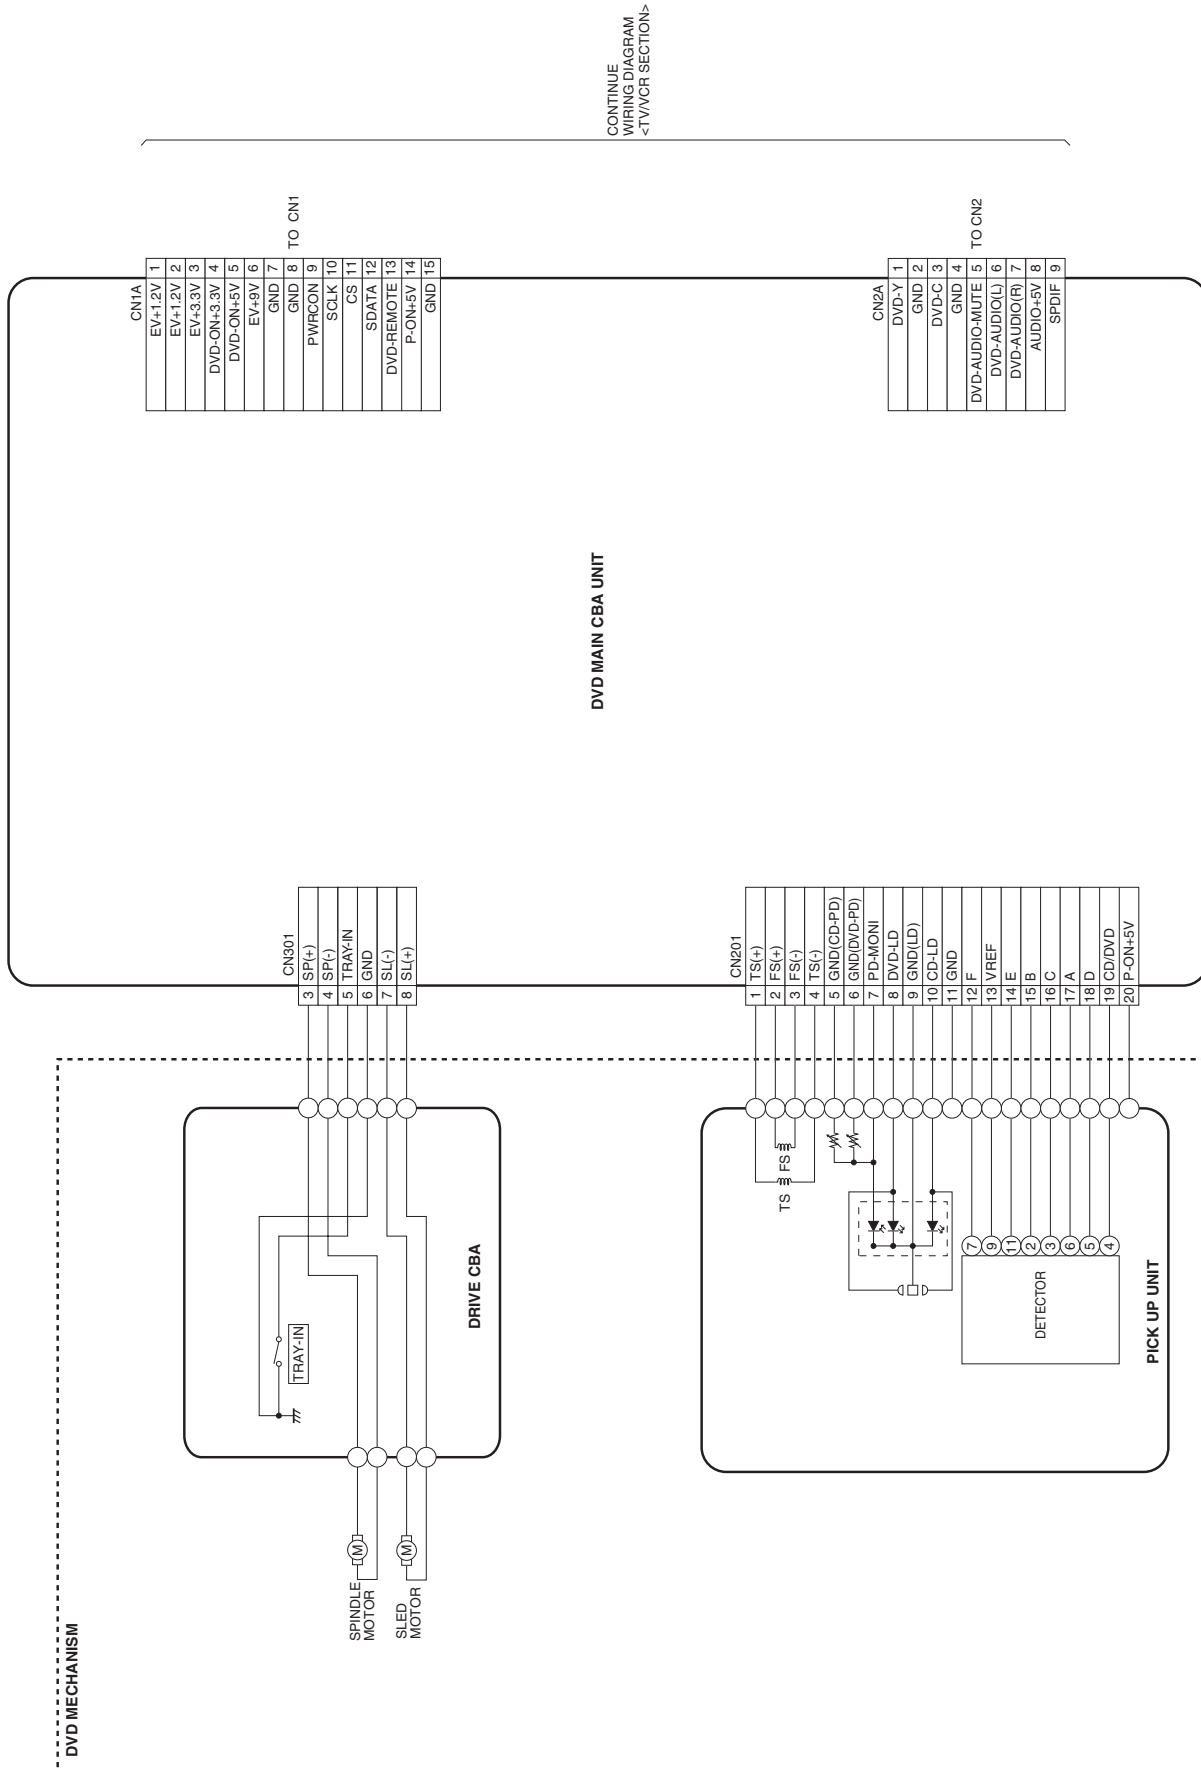 DVD MECHANISM
SPINDLE
MOTOR
M
SLED
MOTOR
M
TRAY-IN
DRIVE CBA
CN301
3 SP(+)
4 SP(-)
5 TRAY-IN
6 GND
7 SL(-)
8 SL(+)
TS
FS
DETECTOR
7
9
11
2
3
6
5
4
PICK UP UNIT
CN201
1 TS(+)
2 FS(+)
3 FS(-)
4 TS(-)
5 GND(CD-PD)
6 GND(DVD-PD)
7 PD-MONI
8 DVD-LD
9 GND(LD)
10 CD-LD
11 GND
12 F
13 VREF
14 E
15 B
16 C
17 A
18 D
19 CD/DVD
20 P-ON+5V
DVD MAIN CBA UNIT
CN1A
EV+1.2V 1
EV+1.2V 2
EV+3.3V 3
DVD-ON+3.3V 4
DVD-ON+5V 5
EV+9V 6
GND 7
GND 8
PWRCON 9
SCLK 10
CS 11
SDATA 12
DVD-REMOTE 13
P-ON+5V 14
GND 15
TO CN1
CN2A
DVD-Y 1
GND 2
DVD-C 3
GND 4
DVD-AUDIO-MUTE 5
DVD-AUDIO(L) 6
DVD-AUDIO(R) 7
AUDIO+5V 8
SPDIF 9
TO CN2
CONTINUE
WIRING DIAGRAM
<TV/VCR SECTION>